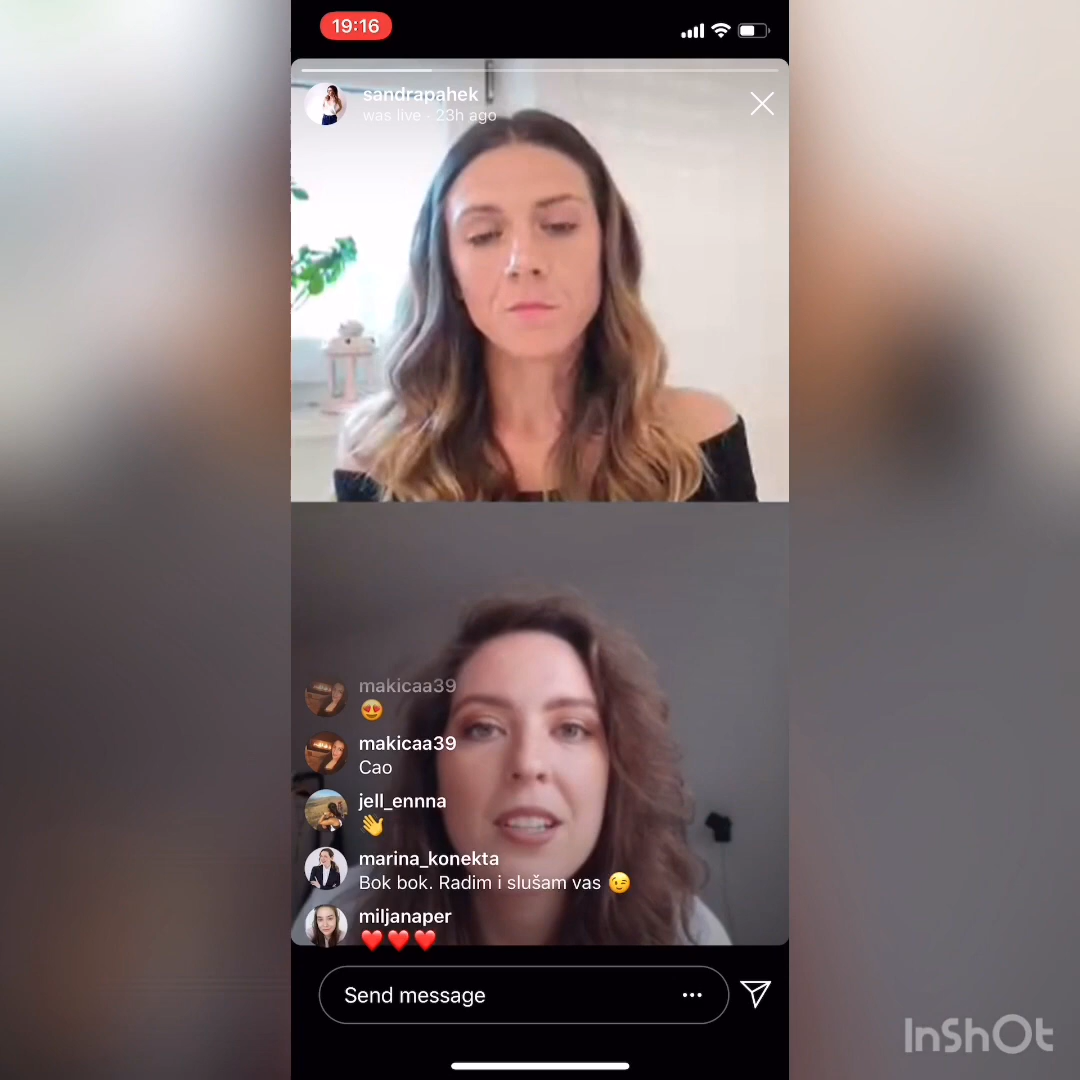 19:16
sandrapahek
was live - 23h ago
makicaa39
😍
makicaa39
Cao
jell_ennna
👋
marina_konekta
Bok bok. Radim i slušam vas 😉
miljanaper
❤️❤️❤️
Send message
InShOt